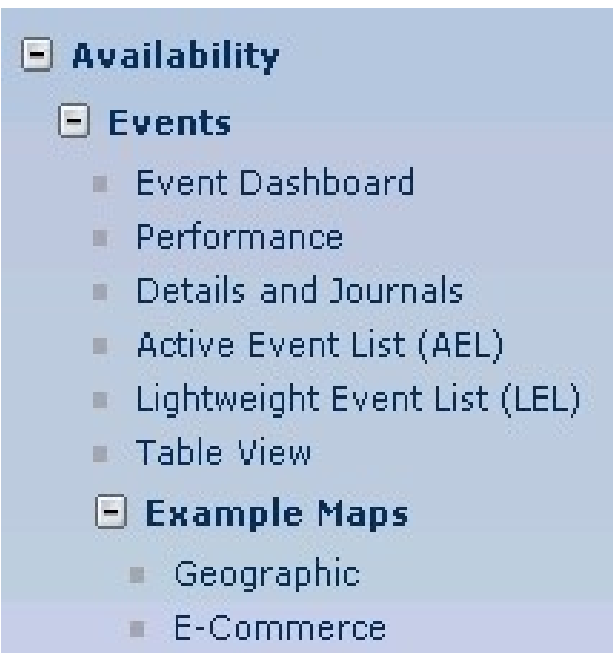 Availability
Events
Event Dashboard
Performance
Details and Journals
Active Event List (AEL)
Lightweight Event List (LEL)
Table View
Example Maps
Geographic
E-Commerce